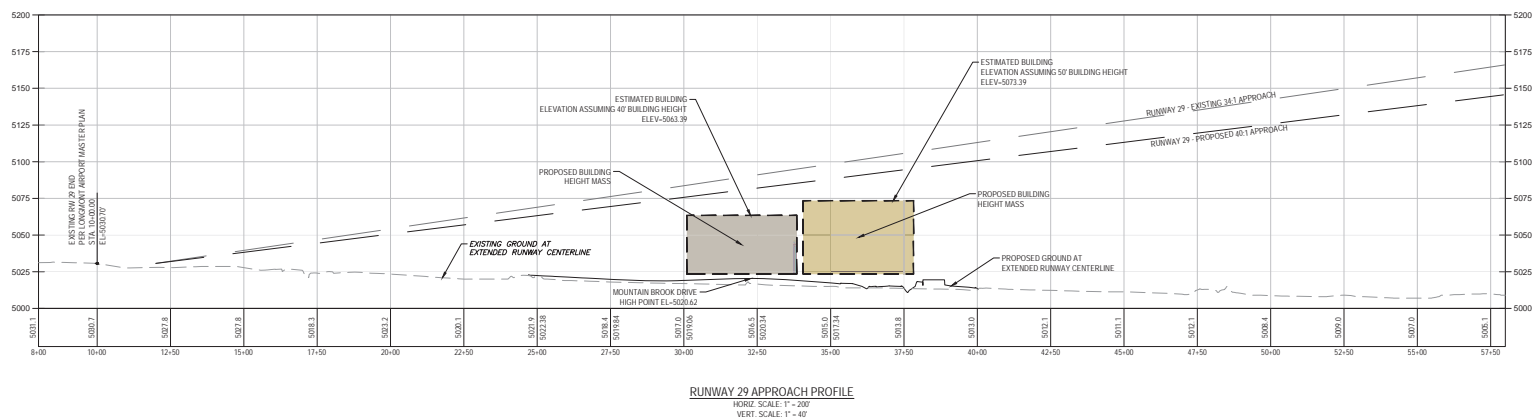 5200
5175
5150
5125
5100
5075
5050
5025
5000
EXISTING RW 29 END
PER LONGMONT AIRPORT MASTER PLAN
STA. 10+00.00
EL=5030.70'
ESTIMATED BUILDING
ELEVATION ASSUMING 40' BUILDING HEIGHT
ELEV=5063.39
PROPOSED BUILDING
HEIGHT MASS
EXISTING GROUND AT
EXTENDED RUNWAY CENTERLINE
MOUNTAIN BROOK DRIVE
HIGH POINT EL=5020.62
ESTIMATED BUILDING
ELEVATION ASSUMING 50' BUILDING HEIGHT
ELEV=5073.39
PROPOSED BUILDING
HEIGHT MASS
PROPOSED GROUND AT
EXTENDED RUNWAY CENTERLINE
RUNWAY 29 - EXISTING 34:1 APPROACH
RUNWAY 29 - PROPOSED 40:1 APPROACH
5200
5175
5150
5125
5100
5075
5050
5025
5000
5031.1
5030.7
5027.8
5027.8
5018.3
5023.2
5020.1
5021.9
5022.38
5018.4
5019.84
5017.0
5019.06
5016.5
5020.34
5015.0
5017.34
5013.8
5013.0
5012.1
5011.1
5012.1
5008.4
5009.0
5007.0
5005.1
8+00
10+00
12+50
15+00
17+50
20+00
22+50
25+00
27+50
30+00
32+50
35+00
37+50
40+00
42+50
45+00
47+50
50+00
52+50
55+00
57+50
RUNWAY 29 APPROACH PROFILE
HORIZ. SCALE: 1" = 200'
VERT. SCALE: 1" = 40'